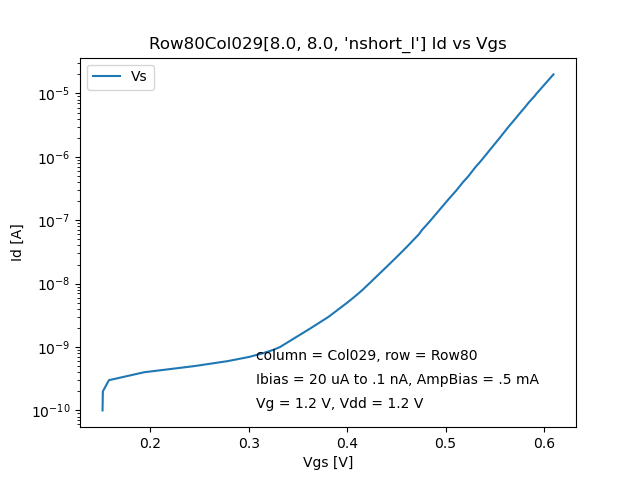 Row80Col029[8.0, 8.0, 'nshort_l'] Id vs Vgs
Vs
10⁻⁵
10⁻⁶
10⁻⁷
10⁻⁸
10⁻⁹
10⁻¹⁰
Id [A]
column = Col029, row = Row80
Ibias = 20 uA to .1 nA, AmpBias = .5 mA
Vg = 1.2 V, Vdd = 1.2 V
0.2 0.3 0.4 0.5 0.6
Vgs [V]